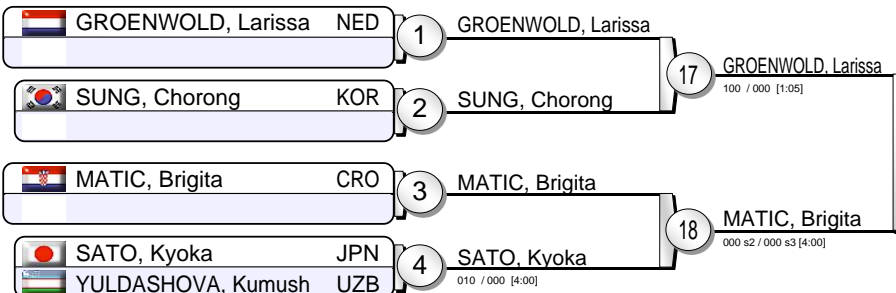 GROENWOLD, Larissa NED
1
GROENWOLD, Larissa
17
GROENWOLD, Larissa
100 / 000 [1:05]
SUNG, Chorong KOR
2
SUNG, Chorong
MATIC, Brigita CRO
3
MATIC, Brigita
18
MATIC, Brigita
000 s2 / 000 s3 [4:00]
SATO, Kyoka JPN
4
SATO, Kyoka
010 / 000 [4:00]
YULDASHOVA, Kumush UZB